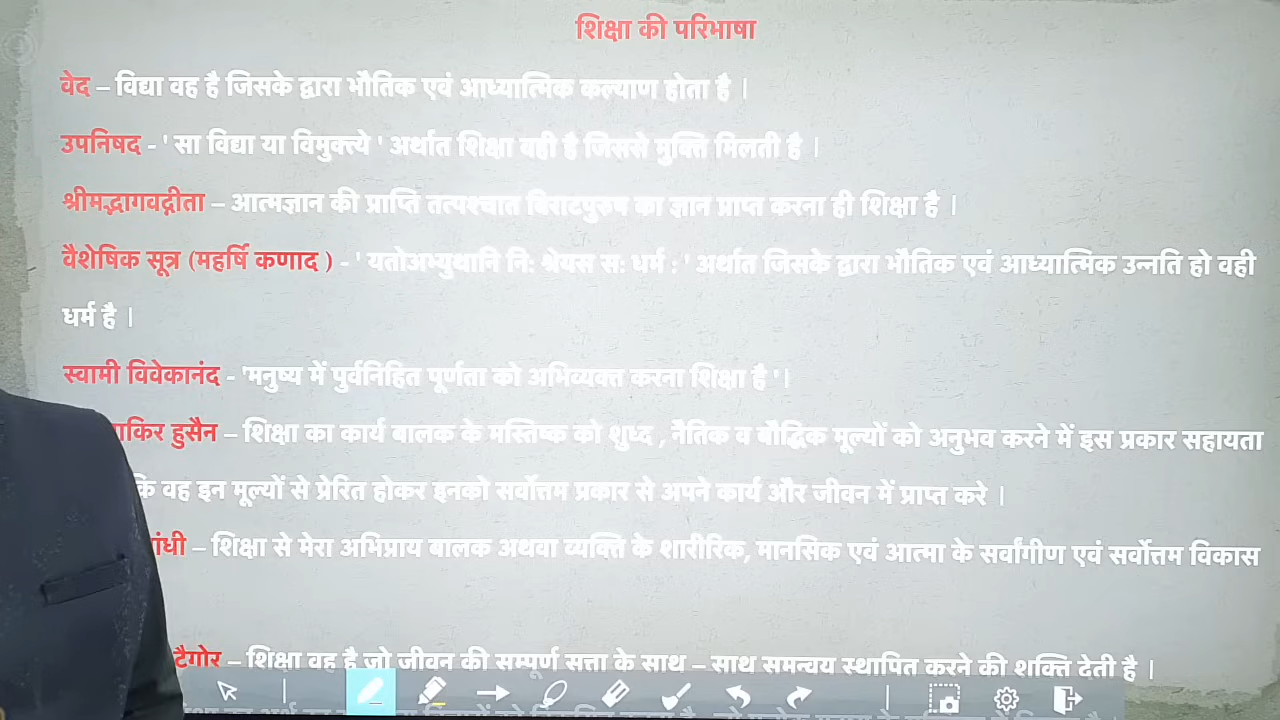 शिक्षा की परिभाषा
वेद – विद्या वह है जिसके द्वारा भौतिक एवं आध्यात्मिक कल्याण होता है |
उपनिषद - ' सा विद्या या विमुक्त्ये ' अर्थात शिक्षा वही है जिससे मुक्ति मिलती है |
श्रीमद्भागवद्गीता – आत्मज्ञान की प्राप्ति तत्पश्चात विराटपुरुष का ज्ञान प्राप्त करना ही शिक्षा है |
वैशेषिक सूत्र (महर्षि कणाद ) - ' यतोअभ्युथानि नि: श्रेयस स: धर्म : ' अर्थात जिसके द्वारा भौतिक एवं आध्यात्मिक उन्नति हो वही
धर्म है |
स्वामी विवेकानंद - 'मनुष्य में पुर्वनिहित पूर्णता को अभिव्यक्त करना शिक्षा है '|
हुसैन – शिक्षा का कार्य बालक के मस्तिष्क को शुध्द , नैतिक व बौद्धिक मूल्यों को अनुभव करने में इस प्रकार सहायता
कि वह इन मूल्यों से प्रेरित होकर इनको सर्वोत्तम प्रकार से अपने कार्य और जीवन में प्राप्त करे |
– शिक्षा से मेरा अभिप्राय बालक अथवा व्यक्ति के शारीरिक, मानसिक एवं आत्मा के सर्वांगीण एवं सर्वोत्तम विकास
टैगोर – शिक्षा वह है जो जीवन की सम्पूर्ण सत्ता के साथ – साथ समन्वय स्थापित करने की शक्ति देती है |